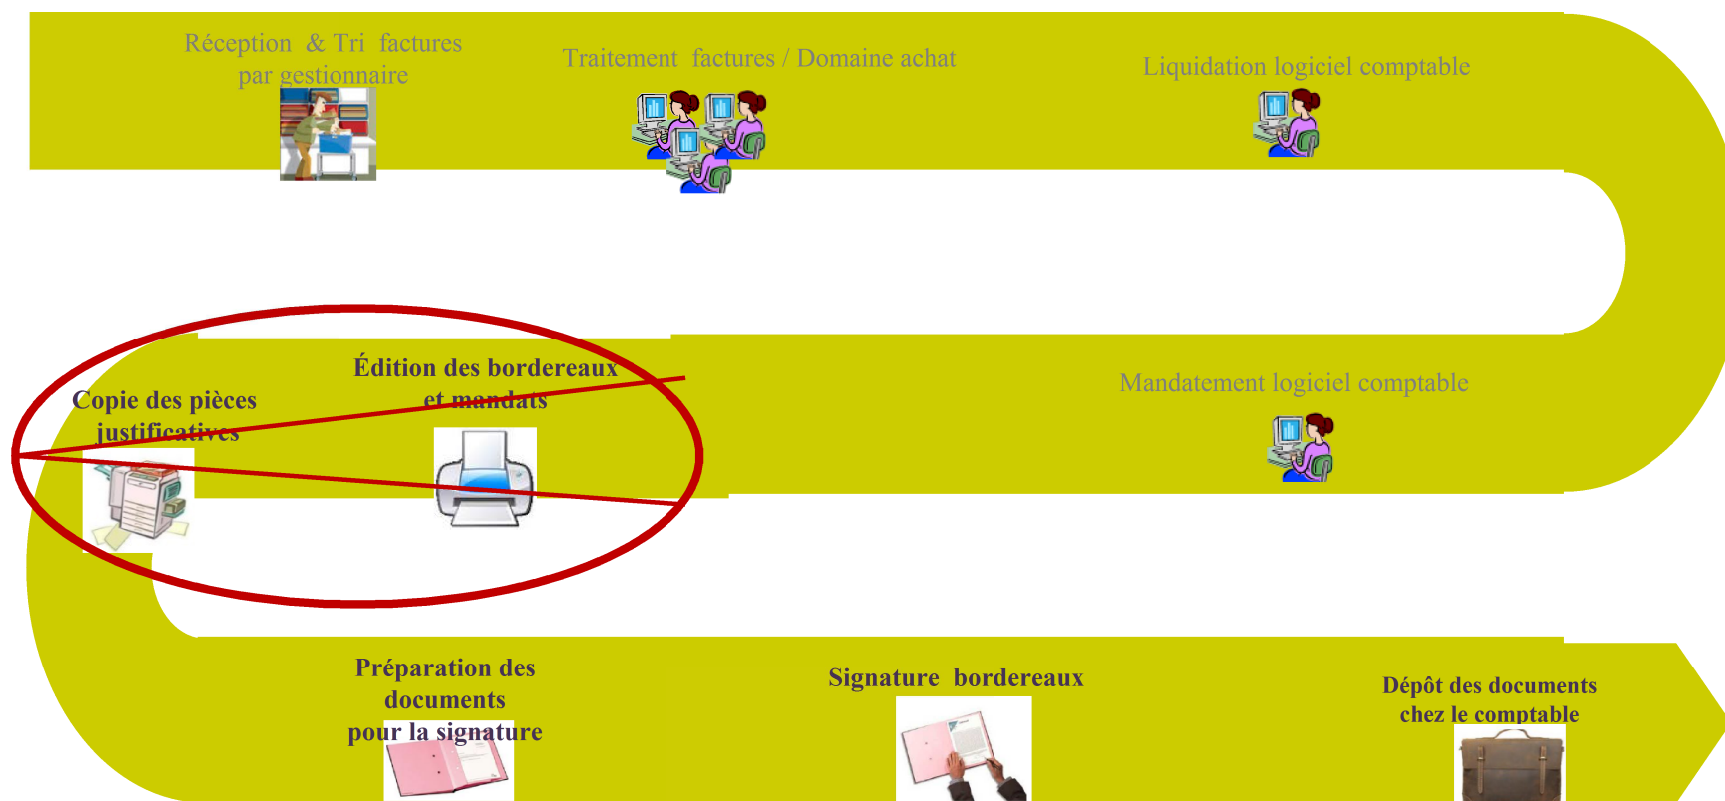 Réception & Tri factures
par gestionnaire
Traitement factures / Domaine achat
Liquidation logiciel comptable
Mandatement logiciel comptable
Édition des bordereaux
et mandats
Copie des pièces
justificatives
Préparation des
documents
pour la signature
Signature bordereaux
Dépôt des documents
chez le comptable